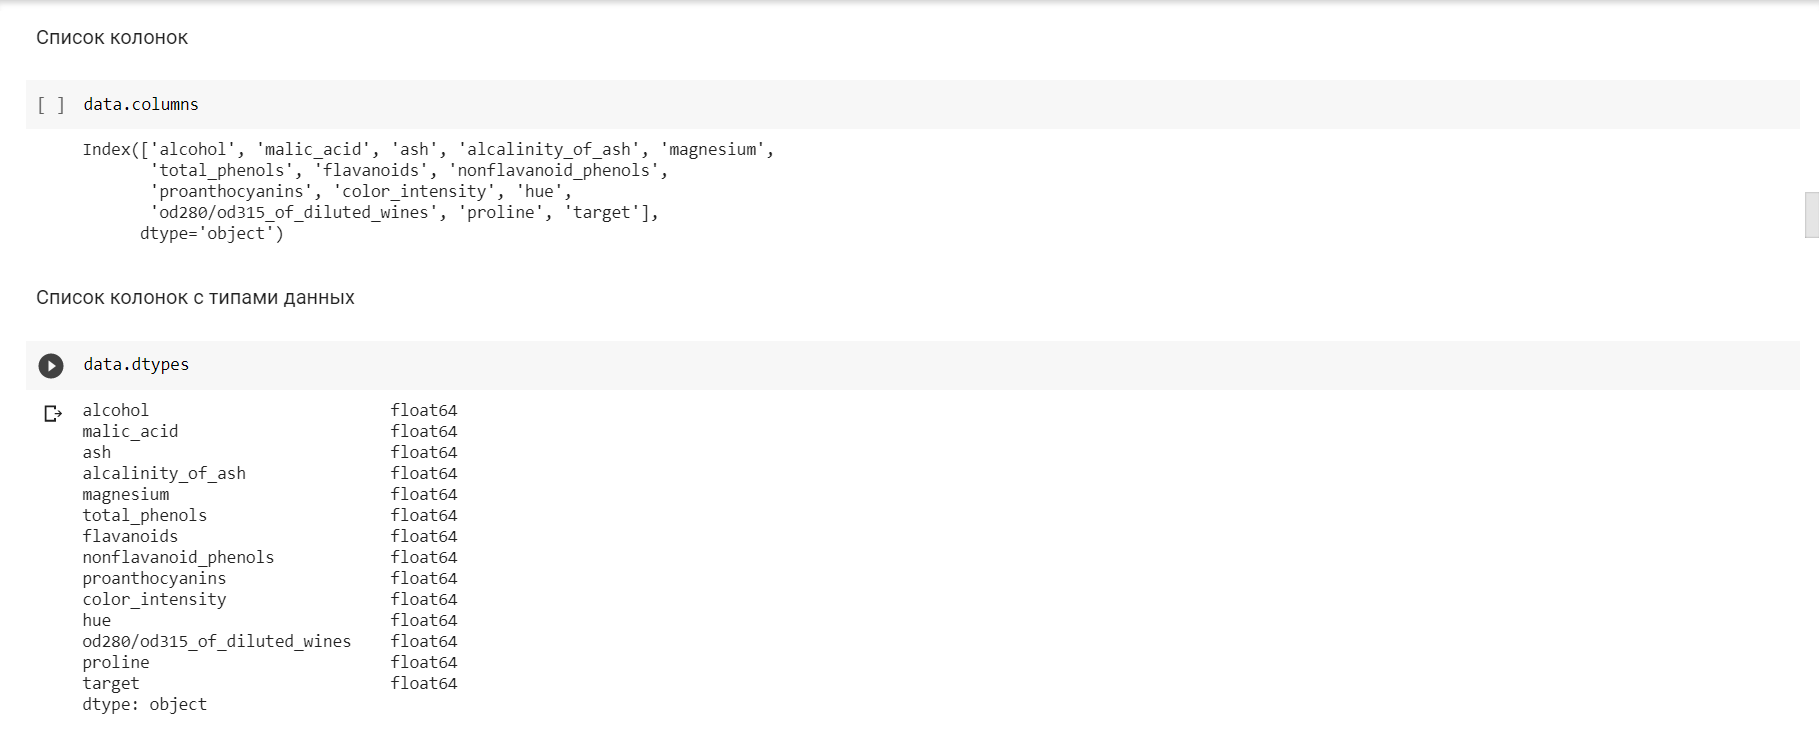 Список колонок
[ ] data.columns
Index(['alcohol', 'malic_acid', 'ash', 'alcalinity_of_ash', 'magnesium',
'total_phenols', 'flavanoids', 'nonflavanoid_phenols',
'proanthocyanins', 'color_intensity', 'hue',
'od280/od315_of_diluted_wines', 'proline', 'target'],
dtype='object')
Список колонок с типами данных
data.dtypes
alcohol float64
malic_acid float64
ash float64
alcalinity_of_ash float64
magnesium float64
total_phenols float64
flavanoids float64
nonflavanoid_phenols float64
proanthocyanins float64
color_intensity float64
hue float64
od280/od315_of_diluted_wines float64
proline float64
target float64
dtype: object